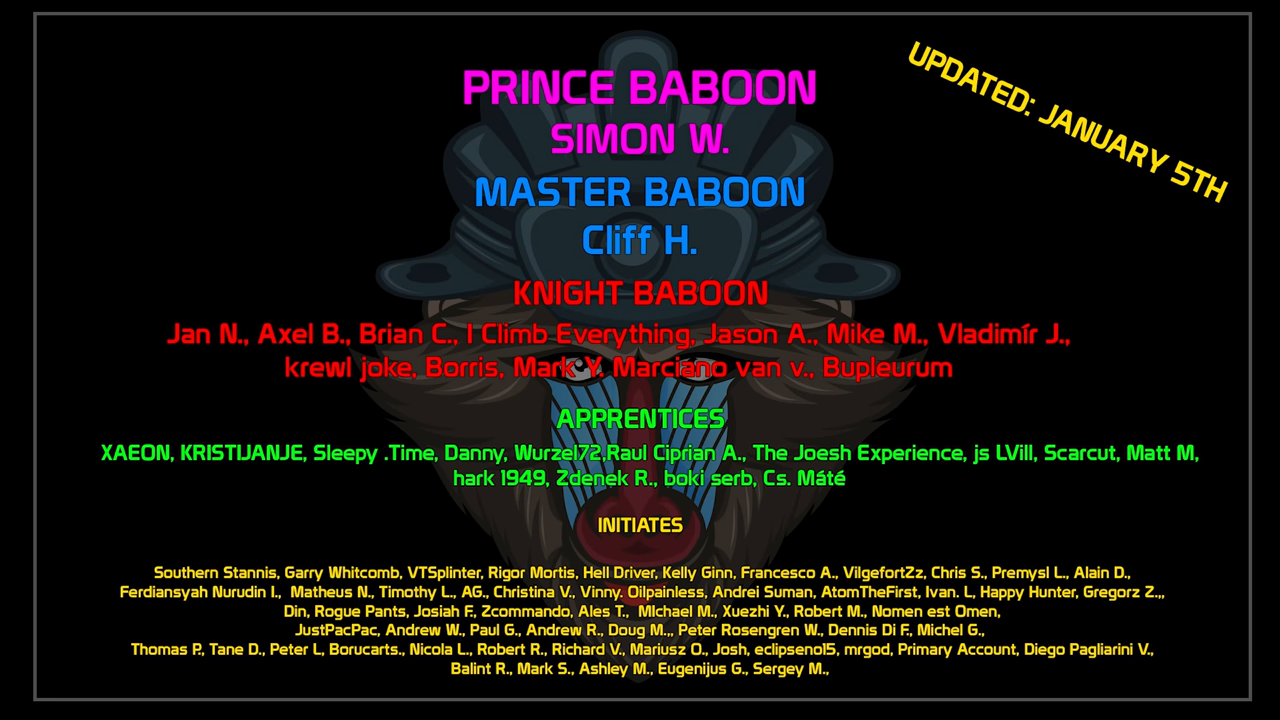 PRINCE BABOON
SIMON W.
UPDATED: JANUARY 5TH
MASTER BABOON
Cliff H.
KNIGHT BABOON
Jan N., Axel B., Brian C., I Climb Everything, Jason A., Mike M., Vladimír J.,
krewl joke, Borris, Mark Y. Marciano van v., Bupleurum
APPRENTICES
XAEON, KRISTIJANJE, Sleepy .Time, Danny, Wurzel72,Raul Ciprian A., The Joesh Experience, js LVill, Scarcut, Matt M,
hark 1949, Zdenek R., boki serb, Cs. Máté
INITIATES
Southern Stannis, Garry Whitcomb, VTSplinter, Rigor Mortis, Hell Driver, Kelly Ginn, Francesco A., VilgefortZz, Chris S., Premysl L., Alain D.,
Ferdiansyah Nurudin I., Matheus N., Timothy L., AG., Christina V., Vinny. Oilpainless, Andrei Suman, AtomTheFirst, Ivan. L, Happy Hunter, Gregorz Z.,,
Din, Rogue Pants, Josiah F., Zcommando, Ales T., MIchael M., Xuezhi Y., Robert M., Nomen est Omen,
JustPacPac, Andrew W., Paul G., Andrew R., Doug M.,, Peter Rosengren W., Dennis Di F., Michel G.,
Thomas P., Tane D., Peter L, Borucarts., Nicola L., Robert R., Richard V., Mariusz O., Josh, eclipseno15, mrgod, Primary Account, Diego Pagliarini V.,
Balint R., Mark S., Ashley M., Eugenijus G., Sergey M.,